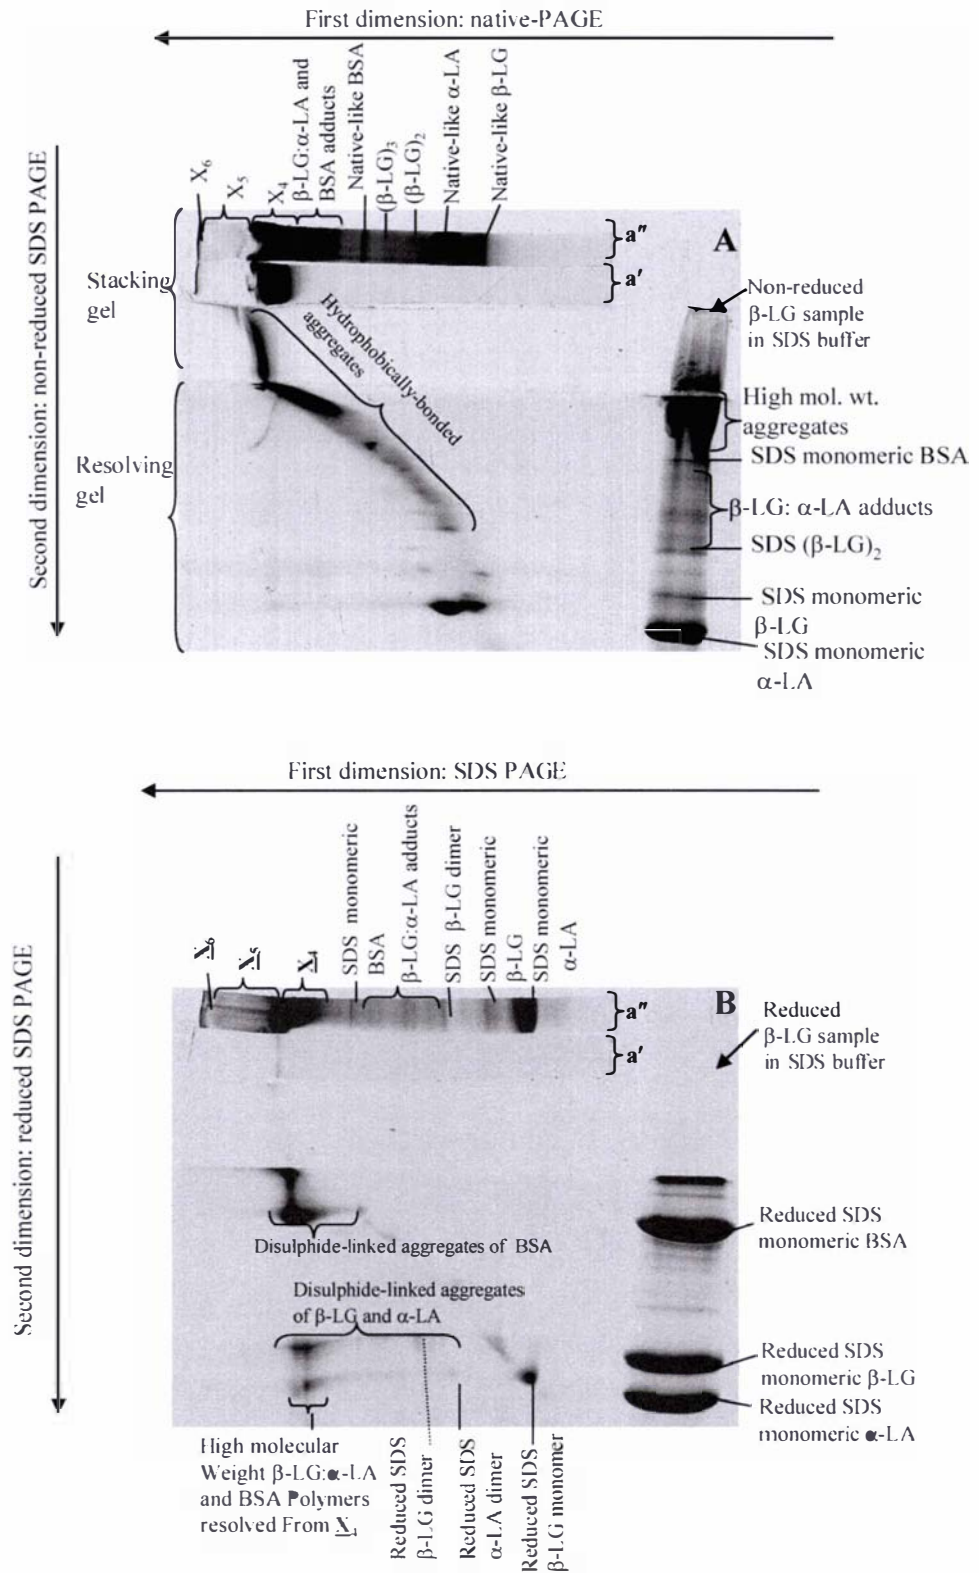 First dimension: native-PAGE
Second dimension: non-reduced SDS PAGE
X6
X5
X4
β-LG:α-LA and
BSA adducts
Native-like BSA
(β-LG)3
(β-LG)2
Native-like α-LA
Native-like β-LG
a″
A
a′
Stacking
gel
Hydrophobically-bonded
aggregates
Resolving
gel
Non-reduced
β-LG sample
in SDS buffer
High mol. wt.
aggregates
SDS monomeric BSA
β-LG: α-LA adducts
SDS (β-LG)2
SDS monomeric
β-LG
SDS monomeric
α-LA
First dimension: SDS PAGE
Second dimension: reduced SDS PAGE
X6
X5
X4
SDS monomeric
BSA
β-LG:α-LA adducts
SDS β-LG dimer
SDS monomeric
β-LG
SDS monomeric
α-LA
a″
B
a′
Reduced
β-LG sample
in SDS buffer
Disulphide-linked aggregates of BSA
Reduced SDS
monomeric BSA
Disulphide-linked aggregates
of β-LG and α-LA
Reduced SDS
monomeric β-LG
Reduced SDS
monomeric α-LA
High molecular
Weight β-LG:α-LA
and BSA Polymers
resolved From X4
Reduced SDS
β-LG dimer
Reduced SDS
α-LA dimer
Reduced SDS
β-LG monomer